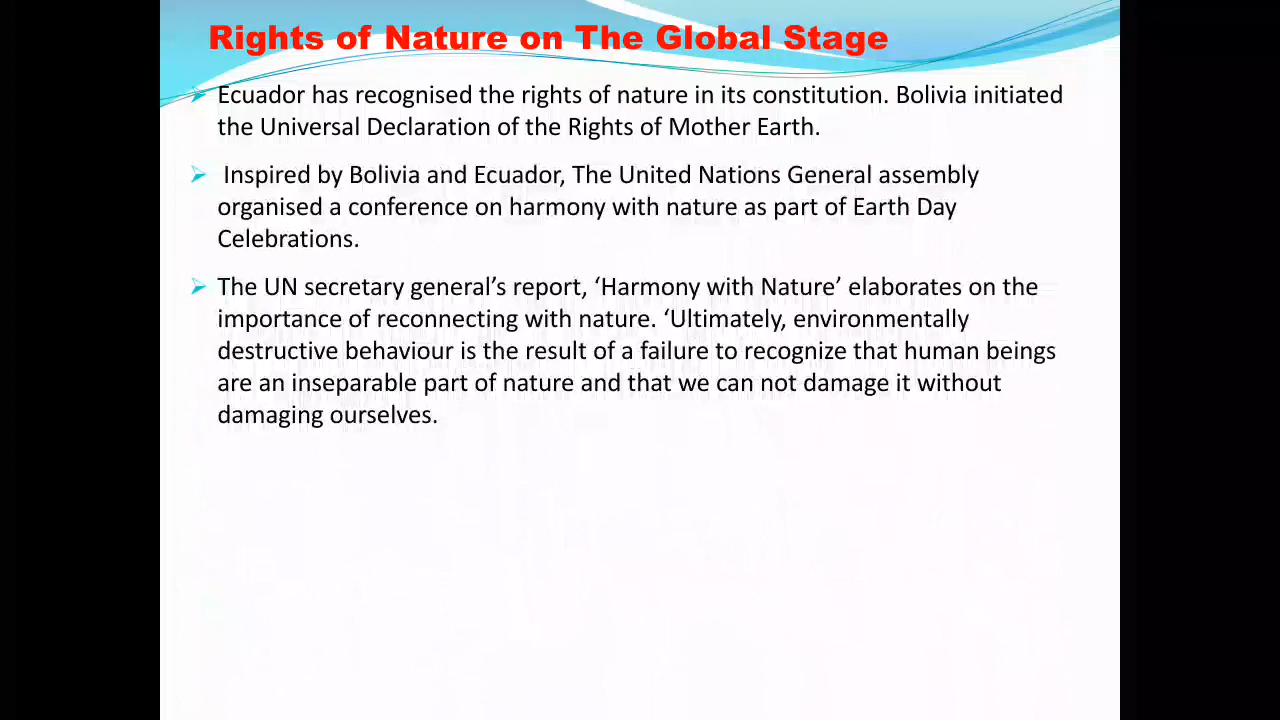 Rights of Nature on The Global Stage
Ecuador has recognised the rights of nature in its constitution. Bolivia initiated
the Universal Declaration of the Rights of Mother Earth.
Inspired by Bolivia and Ecuador, The United Nations General assembly
organised a conference on harmony with nature as part of Earth Day
Celebrations.
The UN secretary general’s report, ‘Harmony with Nature’ elaborates on the
importance of reconnecting with nature. ‘Ultimately, environmentally
destructive behaviour is the result of a failure to recognize that human beings
are an inseparable part of nature and that we can not damage it without
damaging ourselves.